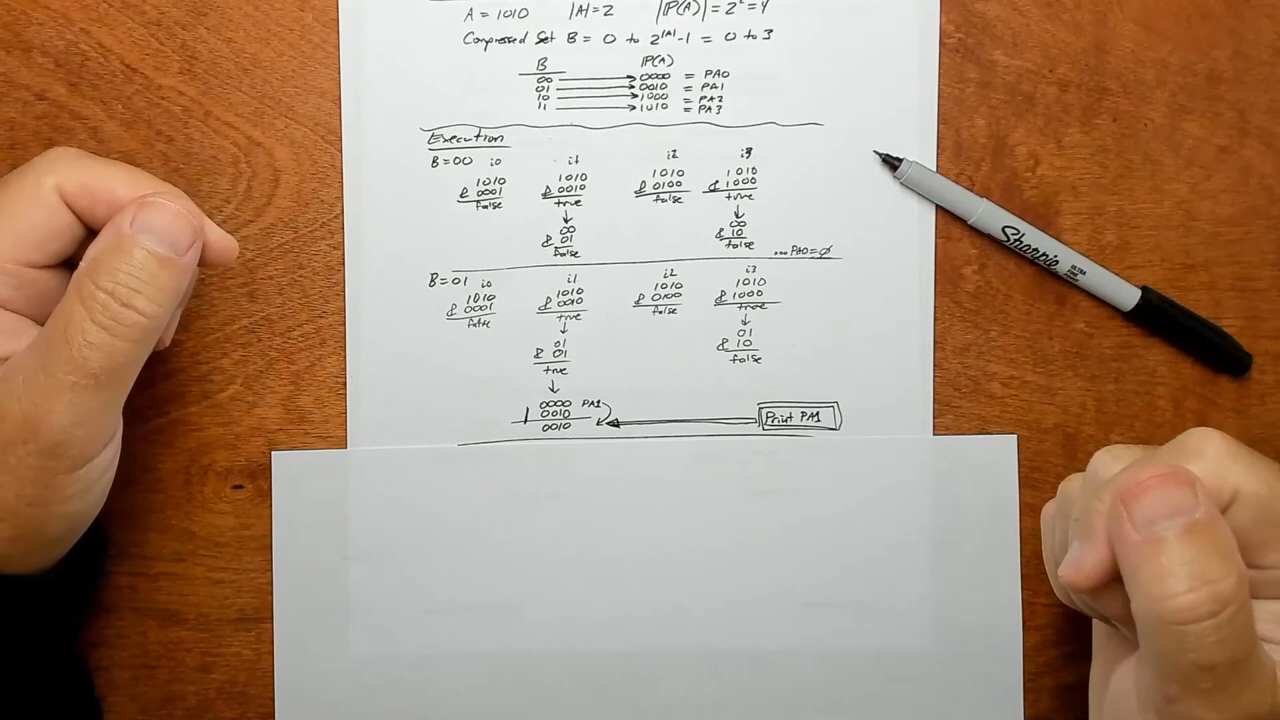 A = 1010 |A|=2 |P(A)| = 2² = 4
Compressed Set B = 0 to 2^|A|-1 = 0 to 3
B P(A)
00 → 0000 = PA0
01 → 0010 = PA1
10 → 1000 = PA2
11 → 1010 = PA3
Execution
B=00 i0 i1 i2 i3
1010 1010 1010 1010
& 0001 & 0010 & 0100 & 1000
false true false true
↓ ↓
00 00
& 01 & 10
false false
...PA0=∅
B=01 i0 i1 i2 i3
1010 1010 1010 1010
& 0001 & 0010 & 0100 & 1000
false true false true
↓ ↓
01 01
& 01 & 10
true false
↓
0000 PA1
| 0010
0010
Print PA1
Sharpie
ULTRA FINE